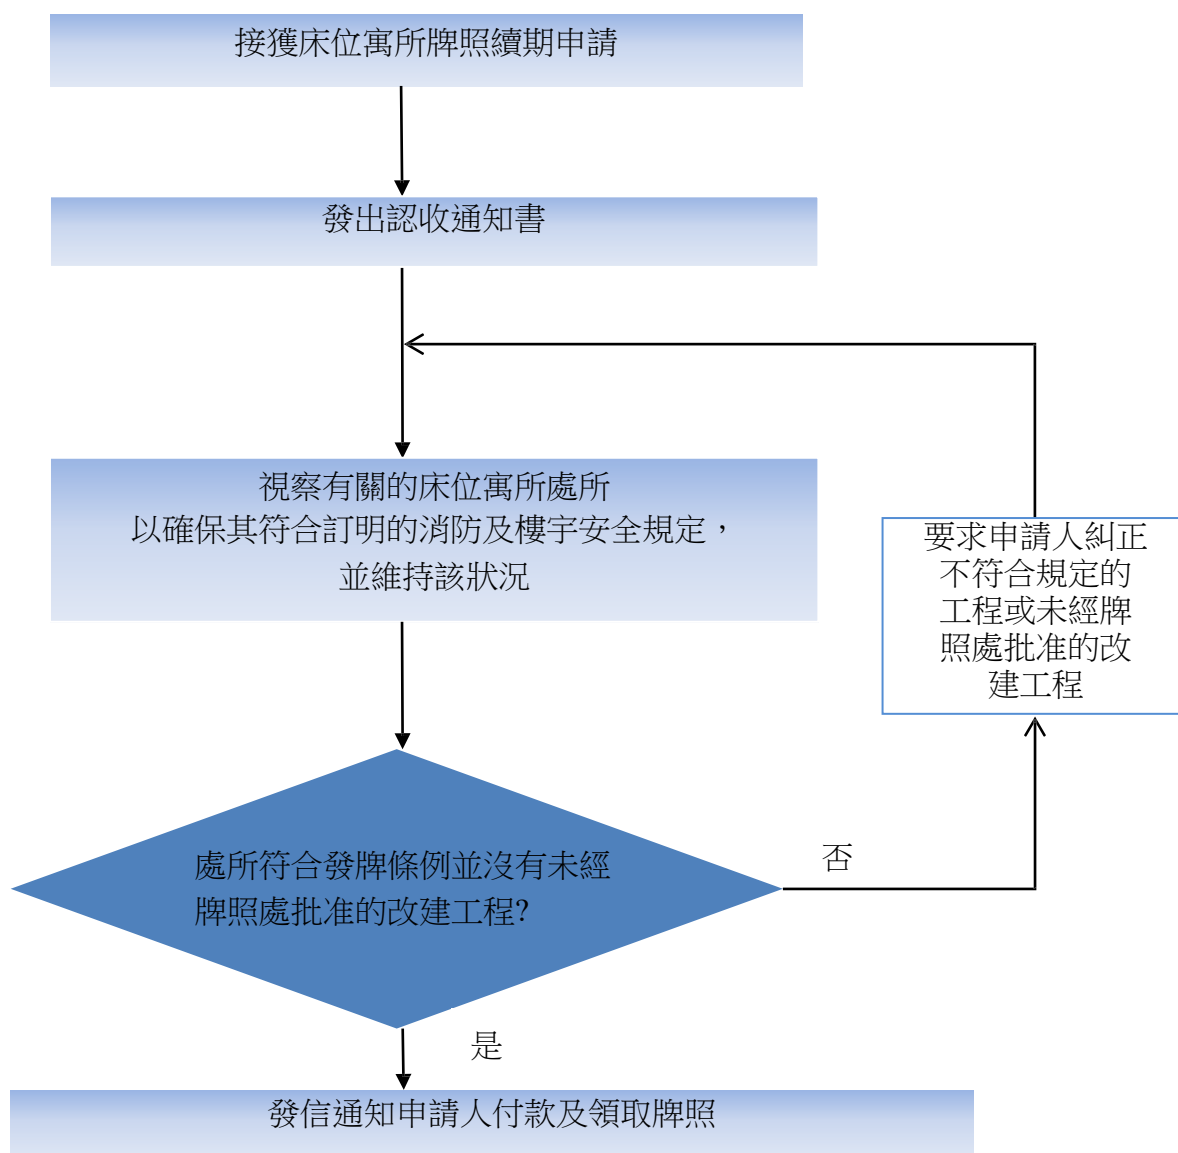 接獲床位寓所牌照續期申請
發出認收通知書
視察有關的床位寓所處所
以確保其符合訂明的消防及樓宇安全規定，
並維持該狀況
要求申請人糾正
不符合規定的
工程或未經牌
照處批准的改
建工程
處所符合發牌條例並沒有未經
牌照處批准的改建工程?
否
是
發信通知申請人付款及領取牌照